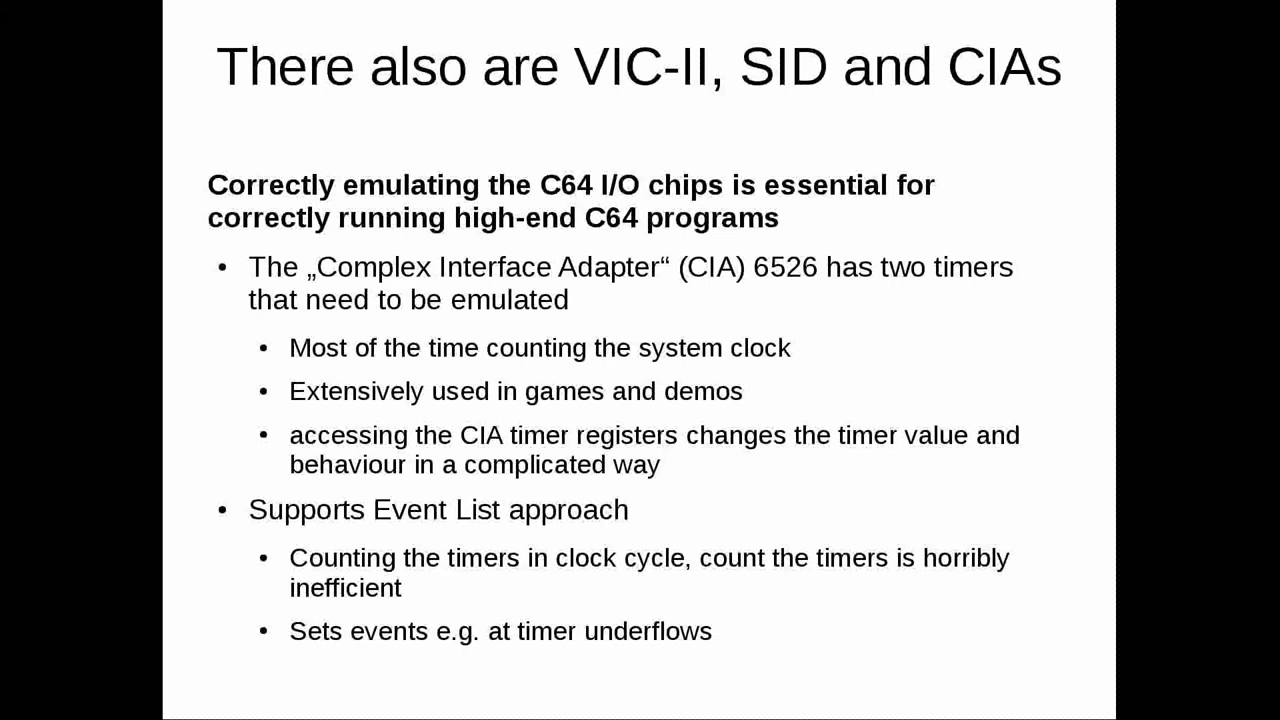 There also are VIC-II, SID and CIAs
Correctly emulating the C64 I/O chips is essential for
correctly running high-end C64 programs
• The „Complex Interface Adapter“ (CIA) 6526 has two timers
that need to be emulated
• Most of the time counting the system clock
• Extensively used in games and demos
• accessing the CIA timer registers changes the timer value and
behaviour in a complicated way
• Supports Event List approach
• Counting the timers in clock cycle, count the timers is horribly
inefficient
• Sets events e.g. at timer underflows